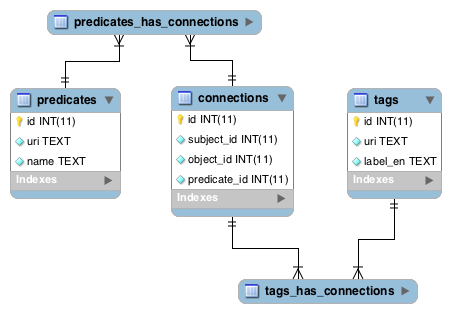 predicates_has_connections
predicates
id INT(11)
uri TEXT
name TEXT
Indexes
connections
id INT(11)
subject_id INT(11)
object_id INT(11)
predicate_id INT(11)
Indexes
tags
id INT(11)
uri TEXT
label_en TEXT
Indexes
tags_has_connections